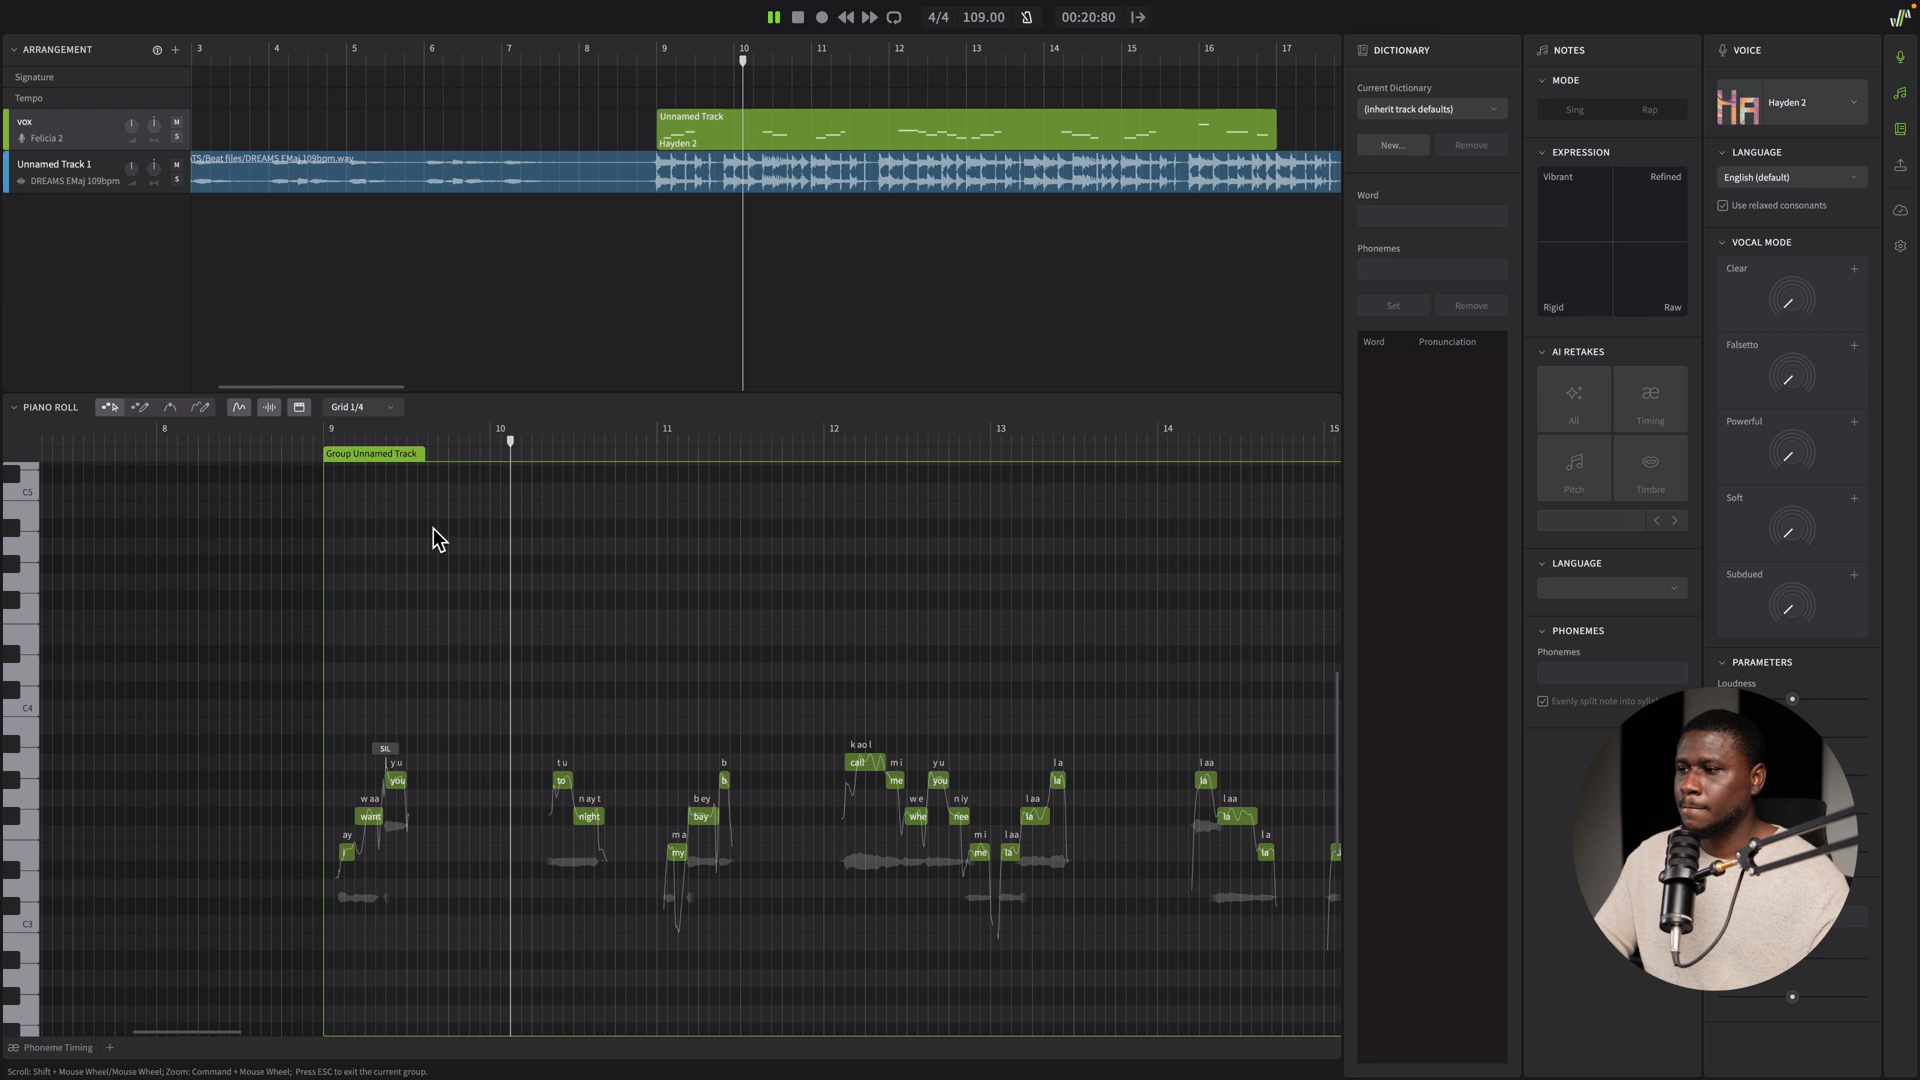 4/4 109.00 00:20:80
ARRANGEMENT
3 4 5 6 7 8 9 10 11 12 13 14 15 16 17
Signature
Tempo
vox M
Felicia 2 S
Unnamed Track
Hayden 2
Unnamed Track 1 M
DREAMS EMaj 109bpm S
TS/Beat files/DREAMS EMaj 109bpm.wav
PIANO ROLL Grid 1/4
8 9 10 11 12 13 14 15
Group Unnamed Track
C5
C4
C3
SIL
k ao l
y u
t u
b
m i
y u
l a
l aa
you
to
b
call
me
you
la
la
w aa
n ay t
b ey
w e
n iy
l aa
l aa
want
night
bay
whe
nee
la
la
ay
m a
m i
l aa
l a
i
my
me
la
la
Phoneme Timing
Scroll: Shift + Mouse Wheel/Mouse Wheel; Zoom: Command + Mouse Wheel; Press ESC to exit the current group.
DICTIONARY
Current Dictionary
(inherit track defaults)
New... Remove
Word
Phonemes
Set Remove
Word Pronunciation
NOTES
MODE
Sing Rap
EXPRESSION
Vibrant Refined
Rigid Raw
AI RETAKES
All
æ
Timing
Pitch Timbre
LANGUAGE
PHONEMES
Phonemes
Evenly split note into sylla
VOICE
HA
Hayden 2
LANGUAGE
English (default)
Use relaxed consonants
VOCAL MODE
Clear
Falsetto
Powerful
Soft
Subdued
PARAMETERS
Loudness